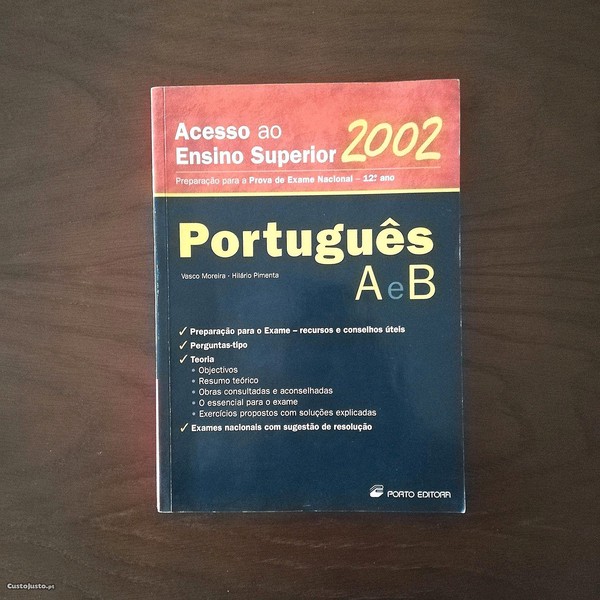 Acesso ao
Ensino Superior 2002
Preparação para a Prova de Exame Nacional – 12.º ano
Português
A e B
Vasco Moreira · Hilário Pimenta
✓ Preparação para o Exame – recursos e conselhos úteis
✓ Perguntas-tipo
✓ Teoria
• Objectivos
• Resumo teórico
• Obras consultadas e aconselhadas
• O essencial para o exame
• Exercícios propostos com soluções explicadas
✓ Exames nacionais com sugestão de resolução
PORTO EDITORA
CustoJusto.pt